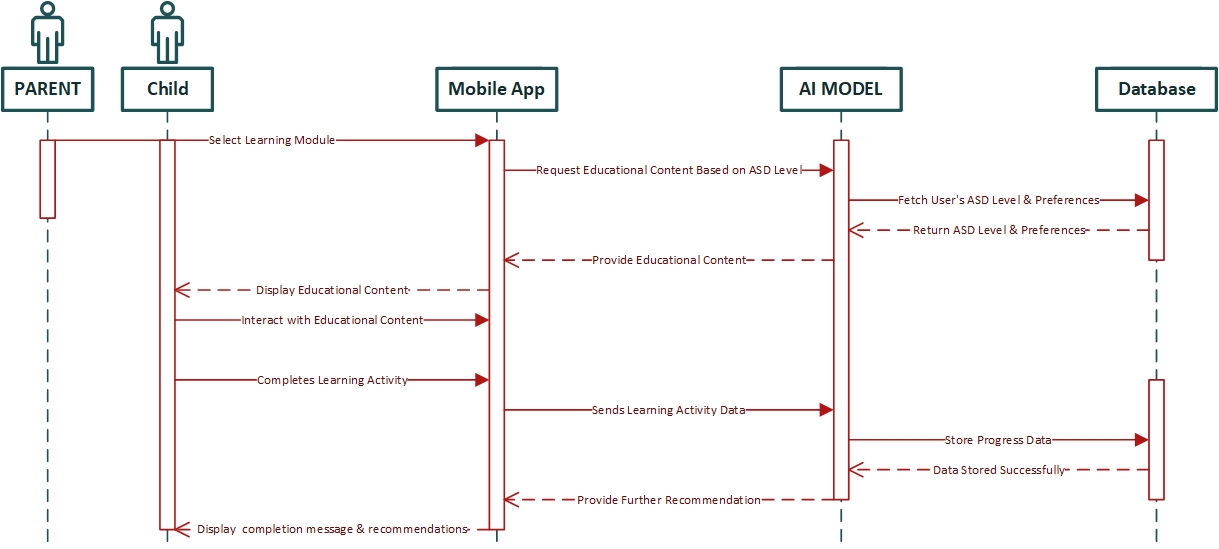 PARENT
Child
Mobile App
AI MODEL
Database
Select Learning Module
Request Educational Content Based on ASD Level
Fetch User's ASD Level & Preferences
Return ASD Level & Preferences
Provide Educational Content
Display Educational Content
Interact with Educational Content
Completes Learning Activity
Sends Learning Activity Data
Store Progress Data
Data Stored Successfully
Provide Further Recommendation
Display completion message & recommendations